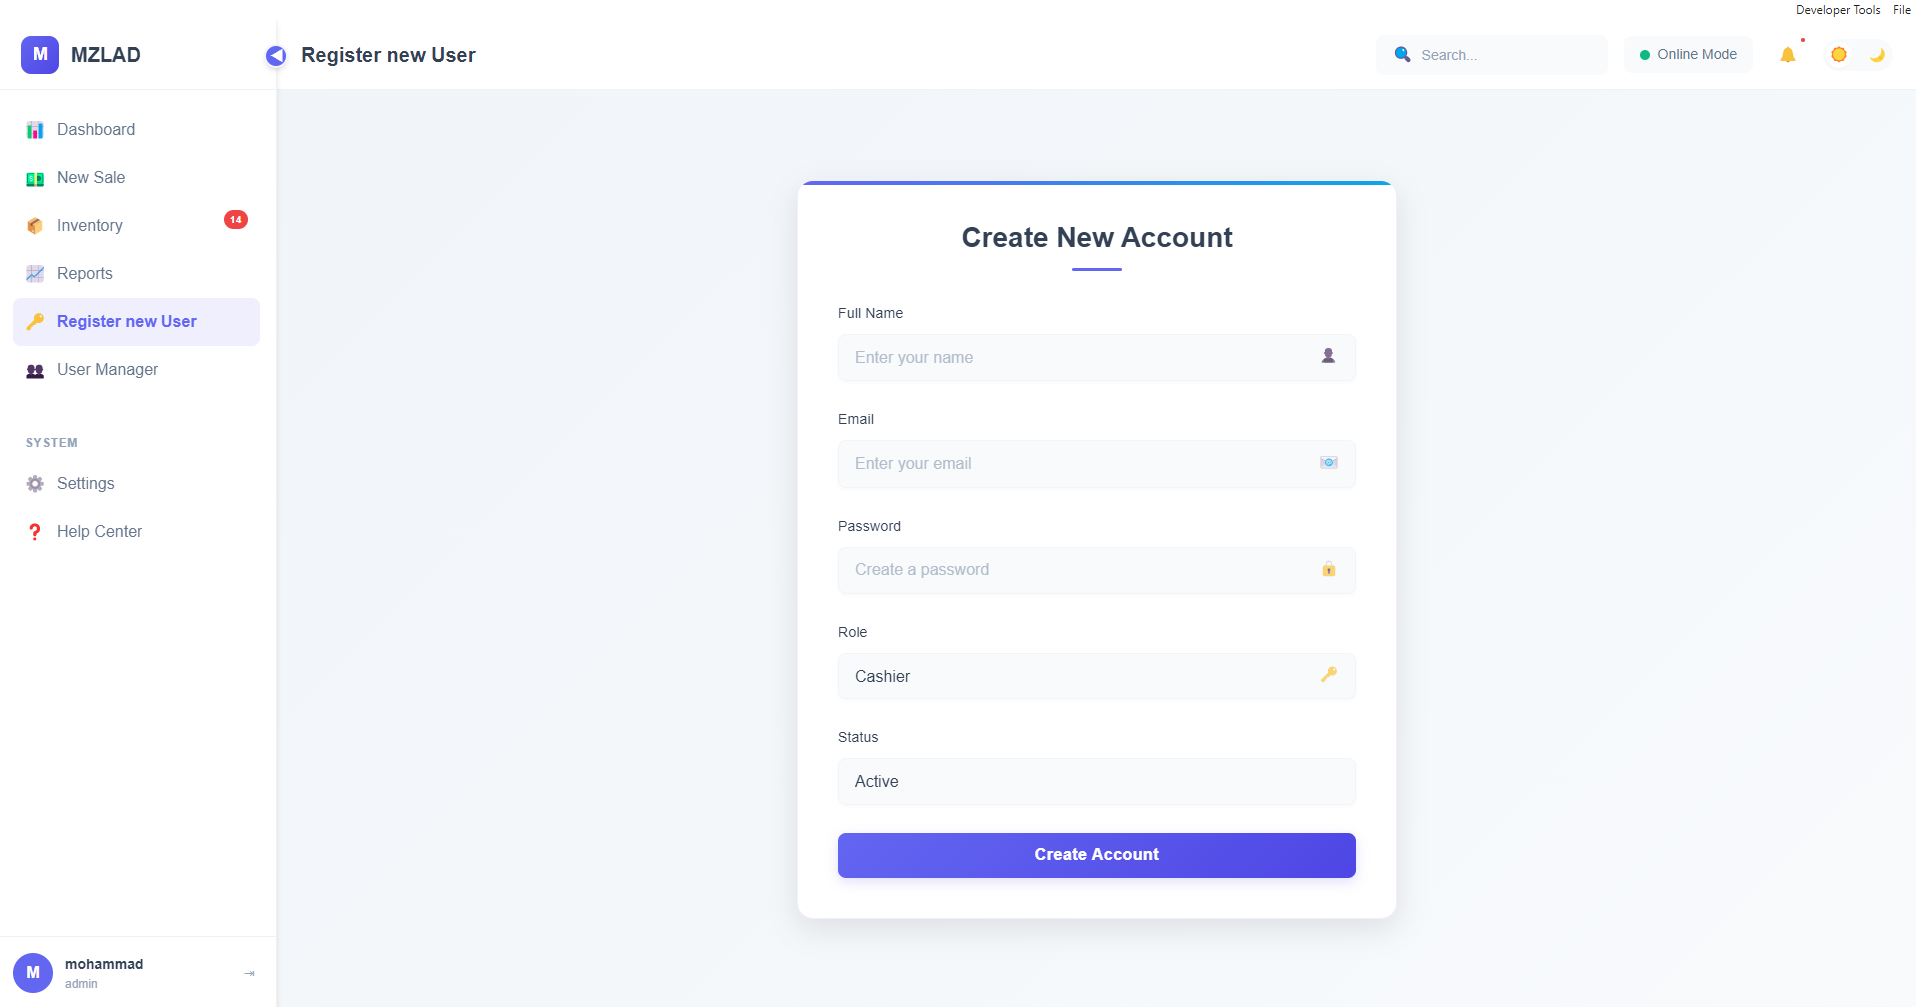 Developer Tools File
M MZLAD
Register new User
Search...
Online Mode
Dashboard
New Sale
Inventory 14
Reports
Register new User
User Manager
SYSTEM
Settings
Help Center
Create New Account
Full Name
Enter your name
Email
Enter your email
Password
Create a password
Role
Cashier
Status
Active
Create Account
M mohammad
admin